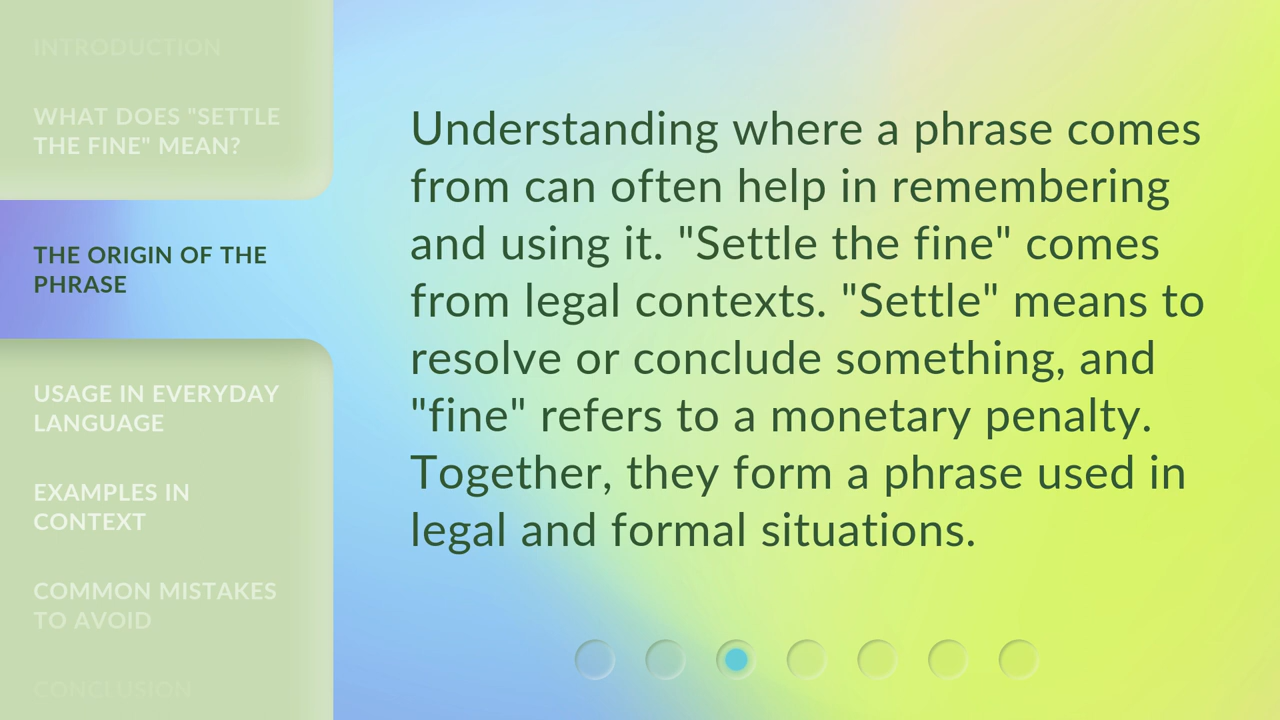 INTRODUCTION
WHAT DOES "SETTLE
THE FINE" MEAN?
THE ORIGIN OF THE
PHRASE
USAGE IN EVERYDAY
LANGUAGE
EXAMPLES IN
CONTEXT
COMMON MISTAKES
TO AVOID
CONCLUSION
Understanding where a phrase comes
from can often help in remembering
and using it. "Settle the fine" comes
from legal contexts. "Settle" means to
resolve or conclude something, and
"fine" refers to a monetary penalty.
Together, they form a phrase used in
legal and formal situations.